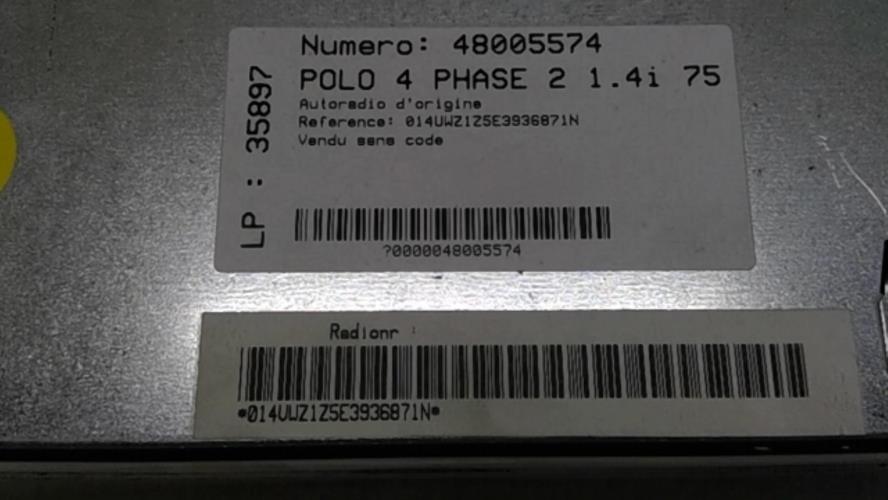 Numero: 48005574
POLO 4 PHASE 2 1.4i 75
Autoradio d'origine
Reference: 014UWZ1Z5E3936871N
Vendu sans code
LP : 35897
?0000048005574
Radionr :
*014VWZ1Z5E3936871N*